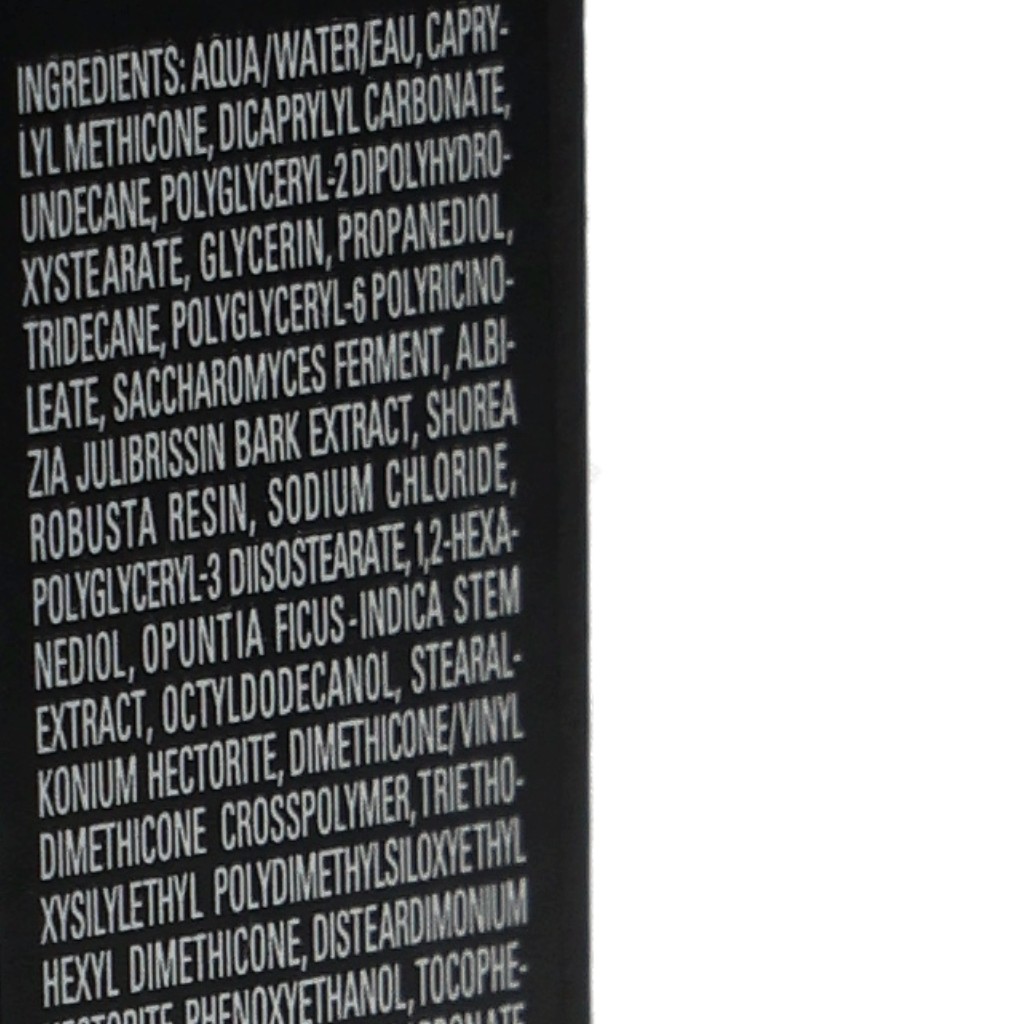 INGREDIENTS: AQUA/WATER/EAU, CAPRY-
LYL METHICONE, DICAPRYLYL CARBONATE,
UNDECANE, POLYGLYCERYL-2 DIPOLYHYDRO-
XYSTEARATE, GLYCERIN, PROPANEDIOL,
TRIDECANE, POLYGLYCERYL-6 POLYRICINO-
LEATE, SACCHAROMYCES FERMENT, ALBI-
ZIA JULIBRISSIN BARK EXTRACT, SHOREA
ROBUSTA RESIN, SODIUM CHLORIDE,
POLYGLYCERYL-3 DIISOSTEARATE, 1,2-HEXA-
NEDIOL, OPUNTIA FICUS-INDICA STEM
EXTRACT, OCTYLDODECANOL, STEARAL-
KONIUM HECTORITE, DIMETHICONE/VINYL
DIMETHICONE CROSSPOLYMER, TRIETHO-
XYSILYLETHYL POLYDIMETHYLSILOXYETHYL
HEXYL DIMETHICONE, DISTEARDIMONIUM
HECTORITE, PHENOXYETHANOL, TOCOPHE-